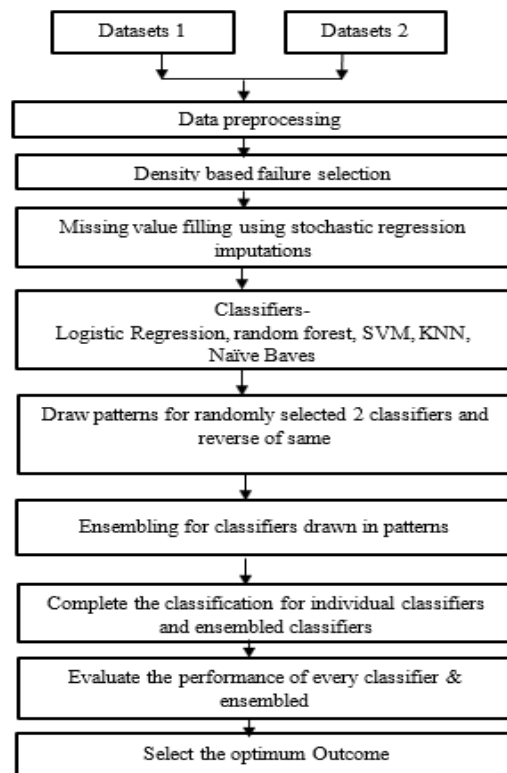 Datasets 1
Datasets 2
Data preprocessing
Density based failure selection
Missing value filling using stochastic regression
imputations
Classifiers-
Logistic Regression, random forest, SVM, KNN,
Naïve Baves
Draw patterns for randomly selected 2 classifiers and
reverse of same
Ensembling for classifiers drawn in patterns
Complete the classification for individual classifiers
and ensembled classifiers
Evaluate the performance of every classifier &
ensembled
Select the optimum Outcome